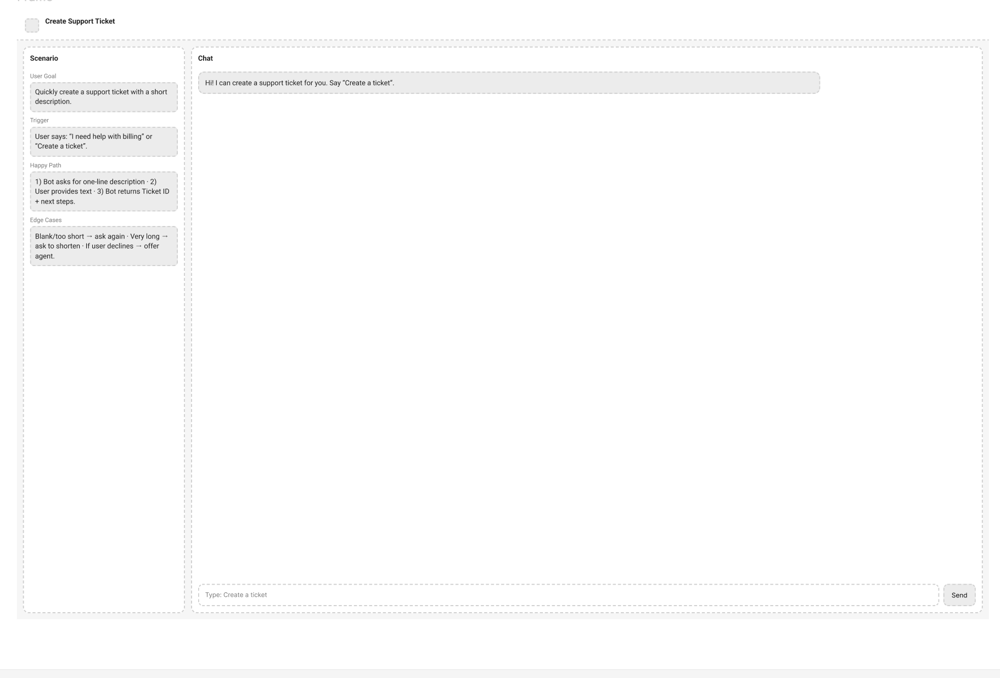 Create Support Ticket
Scenario
User Goal
Quickly create a support ticket with a short
description.
Trigger
User says: “I need help with billing” or
“Create a ticket”.
Happy Path
1) Bot asks for one-line description · 2)
User provides text · 3) Bot returns Ticket ID
+ next steps.
Edge Cases
Blank/too short → ask again · Very long →
ask to shorten · If user declines → offer
agent.
Chat
Hi! I can create a support ticket for you. Say “Create a ticket”.
Type: Create a ticket
Send